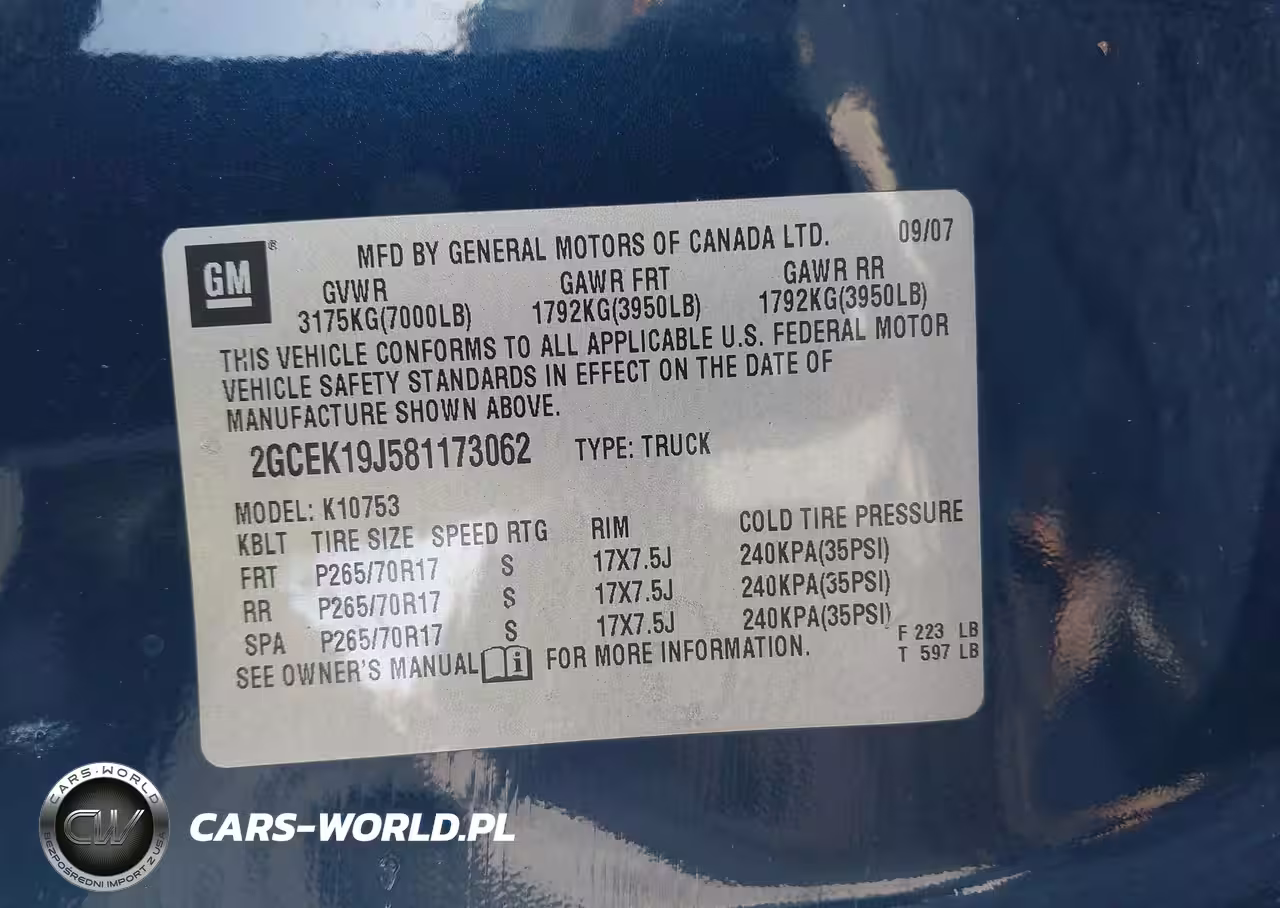 GM ®
MFD BY GENERAL MOTORS OF CANADA LTD. 09/07
GVWR GAWR FRT GAWR RR
3175KG(7000LB) 1792KG(3950LB) 1792KG(3950LB)
THIS VEHICLE CONFORMS TO ALL APPLICABLE U.S. FEDERAL MOTOR
VEHICLE SAFETY STANDARDS IN EFFECT ON THE DATE OF
MANUFACTURE SHOWN ABOVE.
2GCEK19J581173062 TYPE: TRUCK
MODEL: K10753
KBLT TIRE SIZE SPEED RTG RIM COLD TIRE PRESSURE
FRT P265/70R17 S 17X7.5J 240KPA(35PSI)
RR P265/70R17 S 17X7.5J 240KPA(35PSI)
SPA P265/70R17 S 17X7.5J 240KPA(35PSI)
SEE OWNER'S MANUAL i FOR MORE INFORMATION.
F 223 LB
T 597 LB
CARS-WORLD
CW
BEZPOŚREDNI IMPORT Z USA
CARS-WORLD.PL